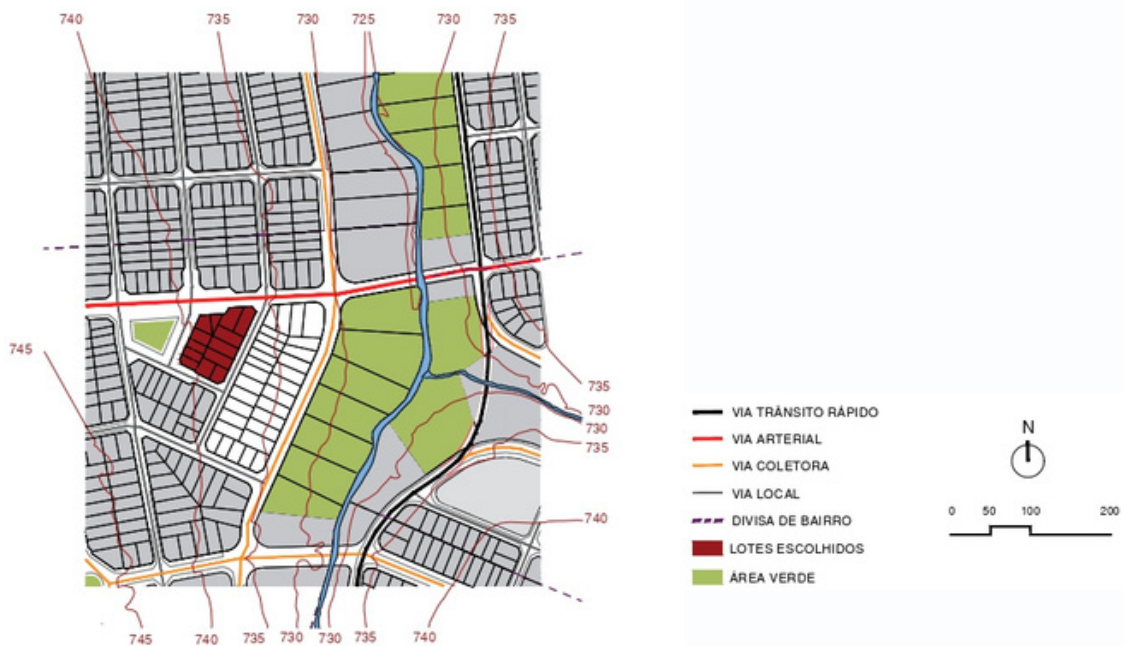 740 735 730 725 730 735
745
735
730
730
735
740
745 740 735 730 730 735 740
VIA TRÂNSITO RÁPIDO
VIA ARTERIAL
VIA COLETORA
VIA LOCAL
DIVISA DE BAIRRO
LOTES ESCOLHIDOS
ÁREA VERDE
N
0 50 100 200